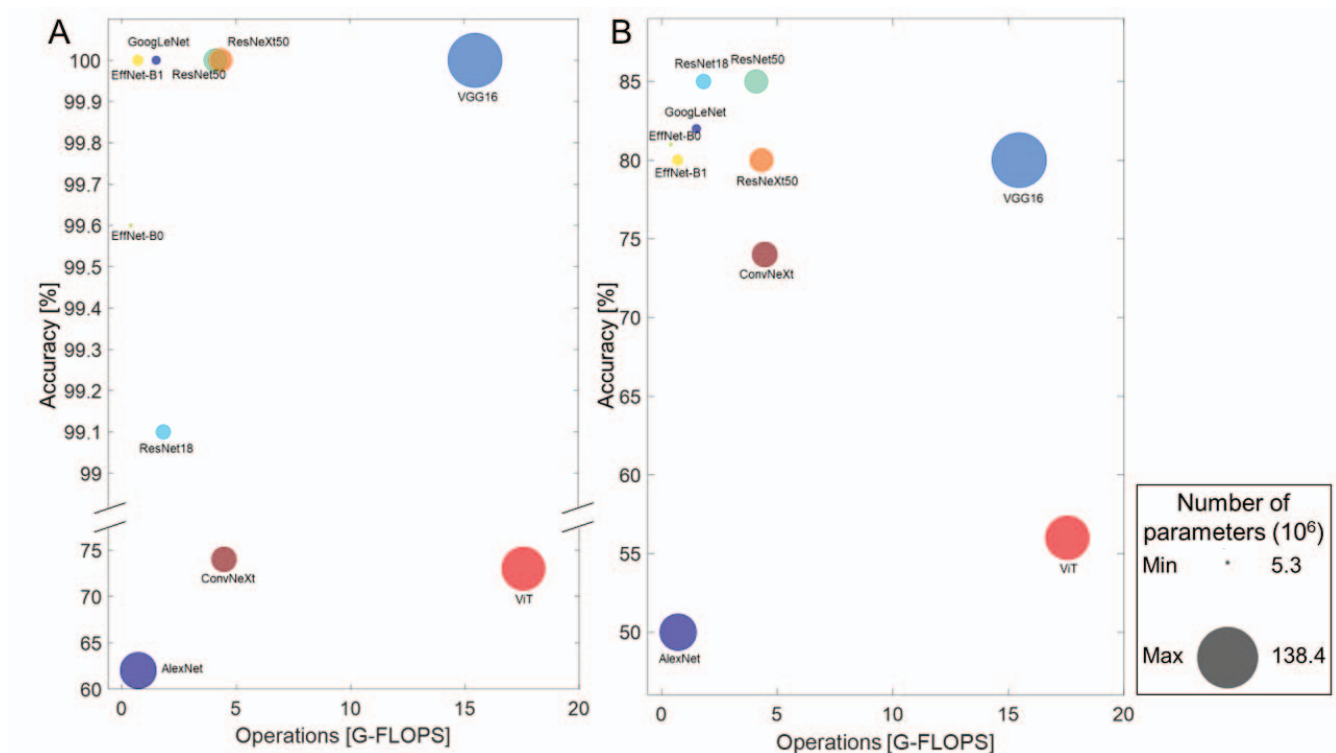 A
GoogLeNet
ResNeXt50
EffNet-B1
ResNet50
VGG16
EffNet-B0
ResNet18
ConvNeXt
ViT
AlexNet
100
99.9
99.8
99.7
99.6
99.5
99.4
99.3
99.2
99.1
99
75
70
65
60
Accuracy [%]
0 5 10 15 20
Operations [G-FLOPS]
B
ResNet18
ResNet50
GoogLeNet
EffNet-B0
EffNet-B1
ResNeXt50
VGG16
ConvNeXt
ViT
AlexNet
85
80
75
70
65
60
55
50
Accuracy [%]
0 5 10 15 20
Operations [G-FLOPS]
Number of
parameters (10⁶)
Min 5.3
Max 138.4